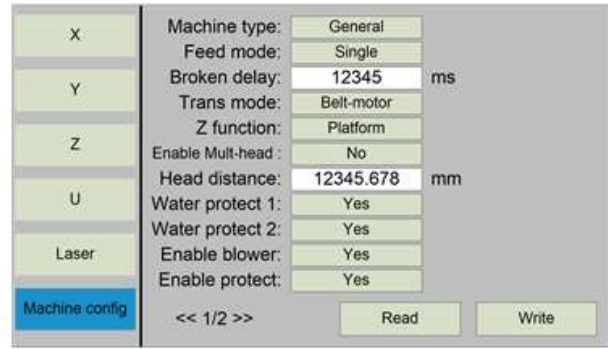 X
Y
Z
U
Laser
Machine config
Machine type: General
Feed mode: Single
Broken delay: 12345 ms
Trans mode: Belt-motor
Z function: Platform
Enable Mult-head : No
Head distance: 12345.678 mm
Water protect 1: Yes
Water protect 2: Yes
Enable blower: Yes
Enable protect: Yes
<< 1/2 >> Read Write